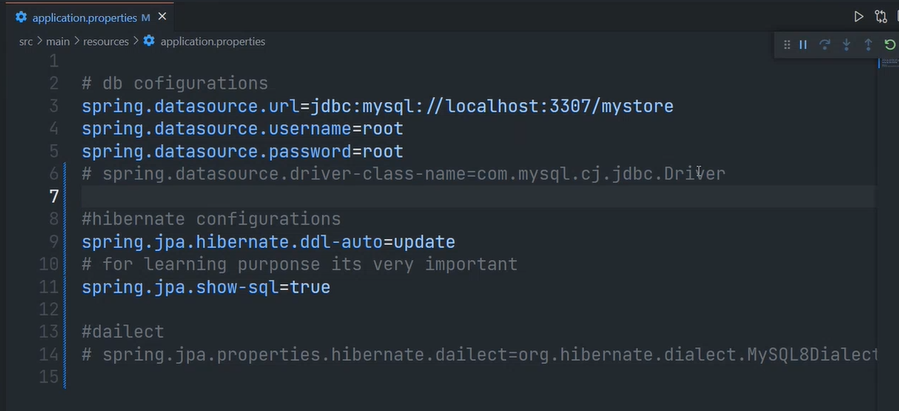 application.properties M
src > main > resources > application.properties
1
2 # db cofigurations
3 spring.datasource.url=jdbc:mysql://localhost:3307/mystore
4 spring.datasource.username=root
5 spring.datasource.password=root
6 # spring.datasource.driver-class-name=com.mysql.cj.jdbc.Driver
7
8 #hibernate configurations
9 spring.jpa.hibernate.ddl-auto=update
10 # for learning purponse its very important
11 spring.jpa.show-sql=true
12
13 #dailect
14 # spring.jpa.properties.hibernate.dailect=org.hibernate.dialect.MySQL8Dialect
15